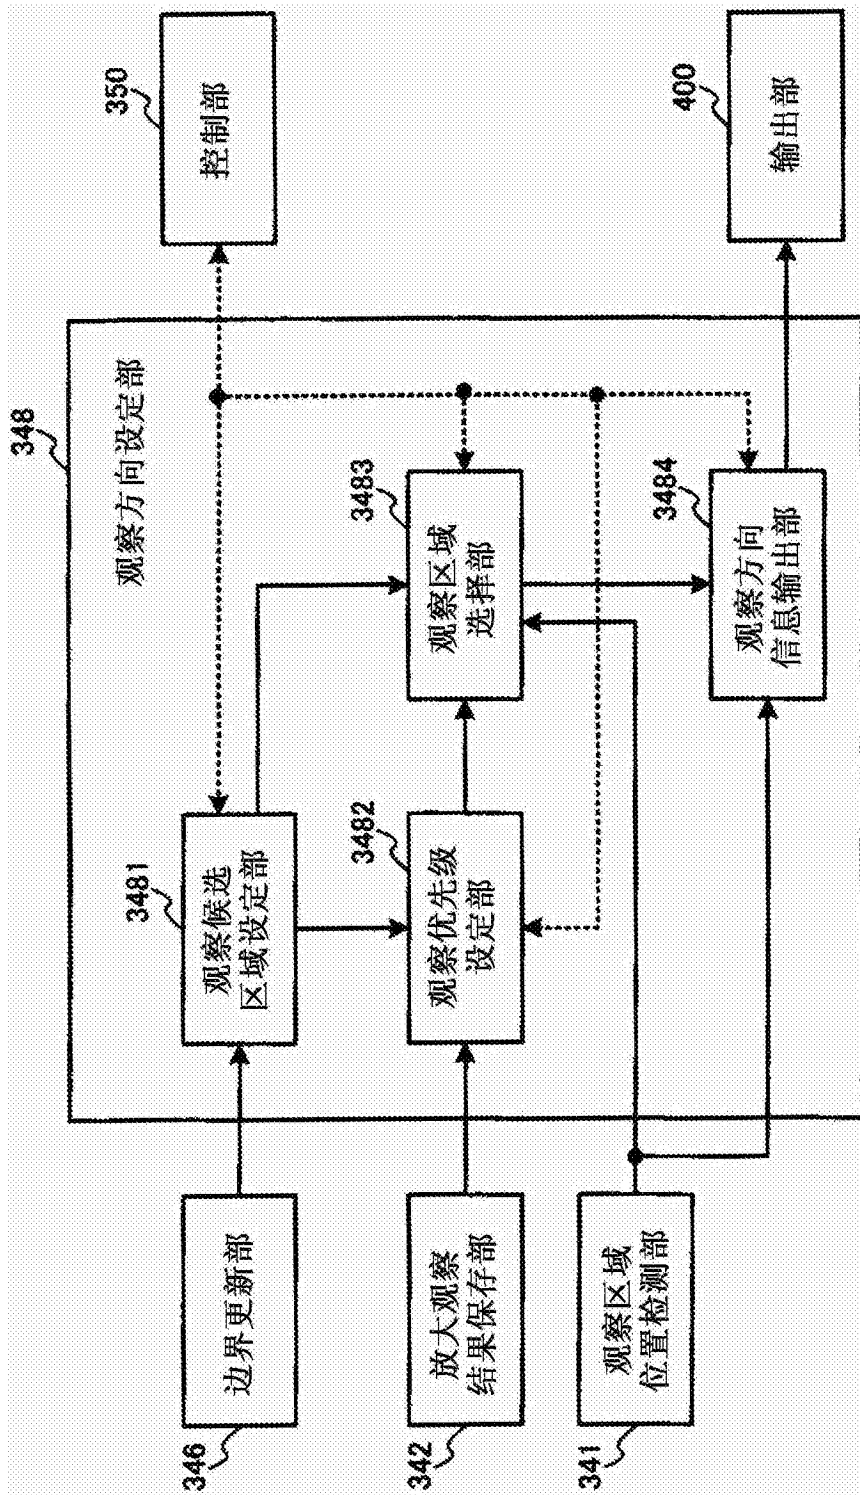 348
观察方向设定部
346
边界更新部
3481
观察候选
区域设定部
350
控制部
342
放大观察
结果保存部
3482
观察优先级
设定部
3483
观察区域
选择部
341
观察区域
位置检测部
3484
观察方向
信息输出部
400
输出部